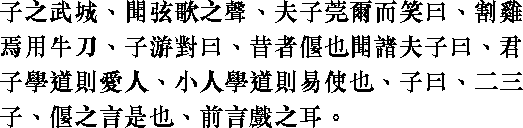 子之武城、聞弦歌之聲、夫子莞爾而笑曰、割雞
焉用牛刀、子游對曰、昔者偃也聞諸夫子曰、君
子學道則愛人、小人學道則易使也、子曰、二三
子、偃之言是也、前言戲之耳。